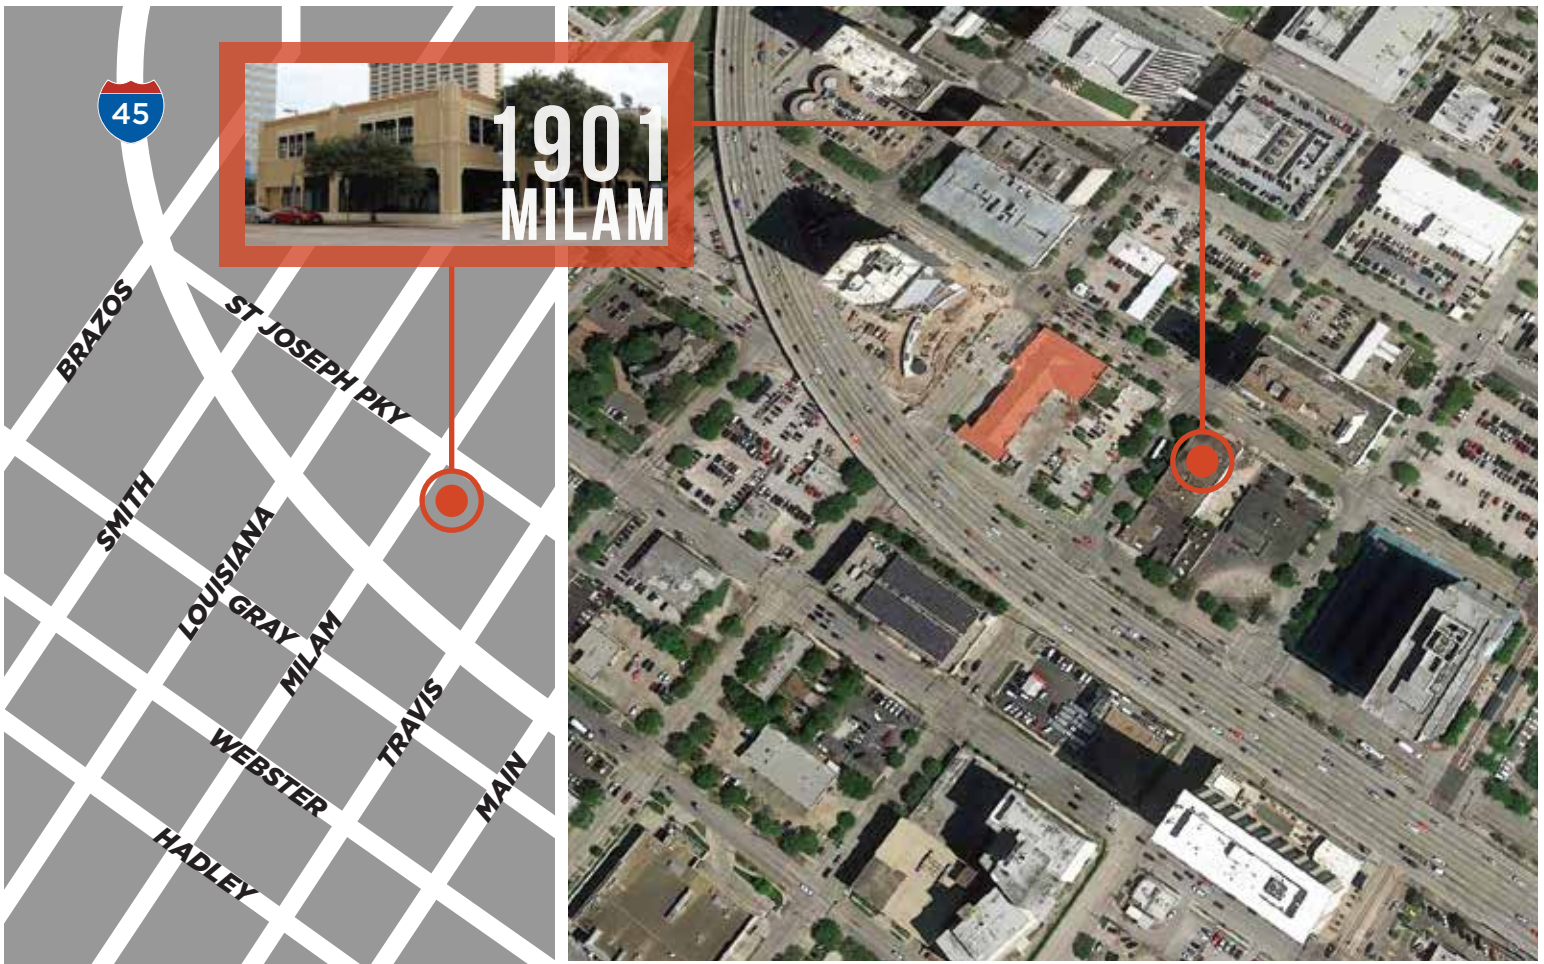 45
1901
MILAM
BRAZOS
ST JOSEPH PKY
SMITH
LOUISIANA
GRAY
MILAM
TRAVIS
WEBSTER
MAIN
HADLEY